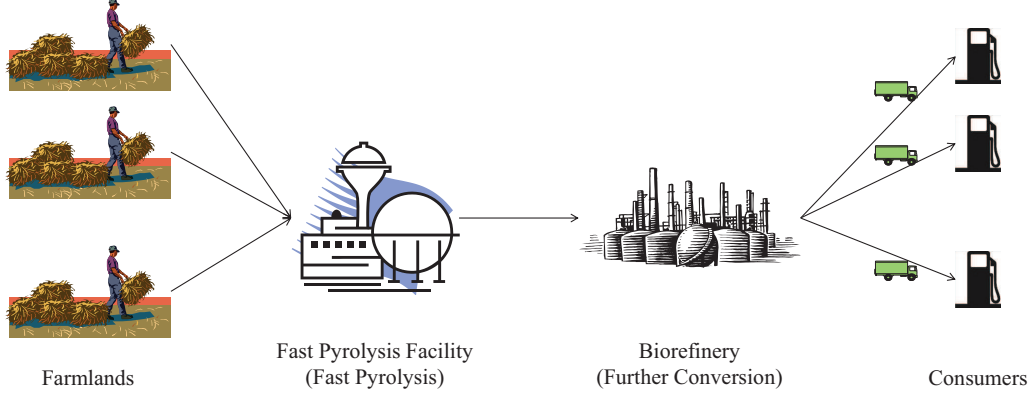 Farmlands
Fast Pyrolysis Facility
(Fast Pyrolysis)
Biorefinery
(Further Conversion)
Consumers